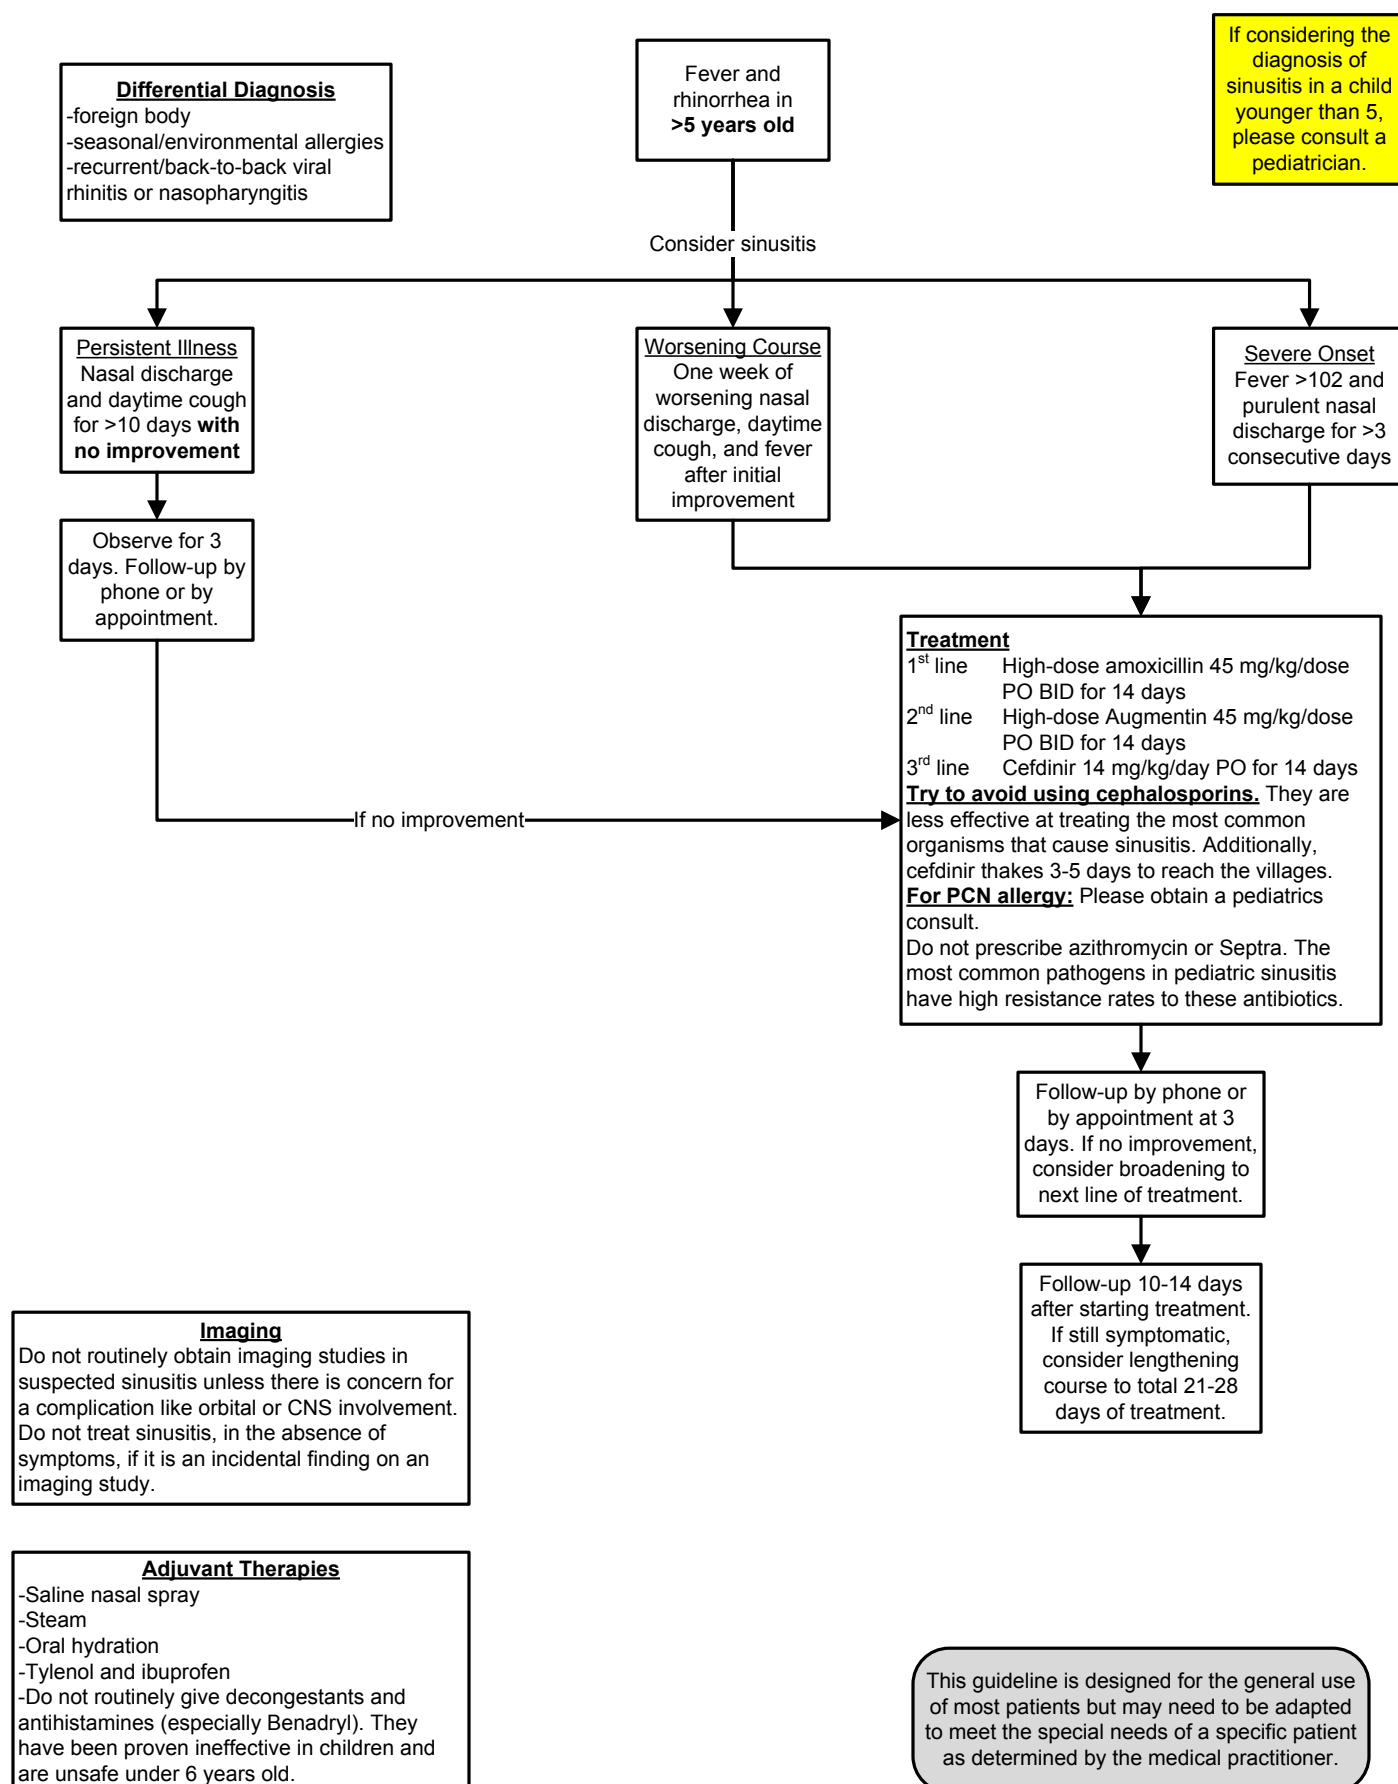 Differential Diagnosis
-foreign body
-seasonal/environmental allergies
-recurrent/back-to-back viral
rhinitis or nasopharyngitis
Fever and
rhinorrhea in
>5 years old
If considering the
diagnosis of
sinusitis in a child
younger than 5,
please consult a
pediatrician.
Consider sinusitis
Persistent Illness
Nasal discharge
and daytime cough
for >10 days with
no improvement
Worsening Course
One week of
worsening nasal
discharge, daytime
cough, and fever
after initial
improvement
Severe Onset
Fever >102 and
purulent nasal
discharge for >3
consecutive days
Observe for 3
days. Follow-up by
phone or by
appointment.
If no improvement
Treatment
1st line High-dose amoxicillin 45 mg/kg/dose
PO BID for 14 days
2nd line High-dose Augmentin 45 mg/kg/dose
PO BID for 14 days
3rd line Cefdinir 14 mg/kg/day PO for 14 days
Try to avoid using cephalosporins. They are
less effective at treating the most common
organisms that cause sinusitis. Additionally,
cefdinir thakes 3-5 days to reach the villages.
For PCN allergy: Please obtain a pediatrics
consult.
Do not prescribe azithromycin or Septra. The
most common pathogens in pediatric sinusitis
have high resistance rates to these antibiotics.
Follow-up by phone or
by appointment at 3
days. If no improvement,
consider broadening to
next line of treatment.
Follow-up 10-14 days
after starting treatment.
If still symptomatic,
consider lengthening
course to total 21-28
days of treatment.
Imaging
Do not routinely obtain imaging studies in
suspected sinusitis unless there is concern for
a complication like orbital or CNS involvement.
Do not treat sinusitis, in the absence of
symptoms, if it is an incidental finding on an
imaging study.
Adjuvant Therapies
-Saline nasal spray
-Steam
-Oral hydration
-Tylenol and ibuprofen
-Do not routinely give decongestants and
antihistamines (especially Benadryl). They
have been proven ineffective in children and
are unsafe under 6 years old.
This guideline is designed for the general use
of most patients but may need to be adapted
to meet the special needs of a specific patient
as determined by the medical practitioner.